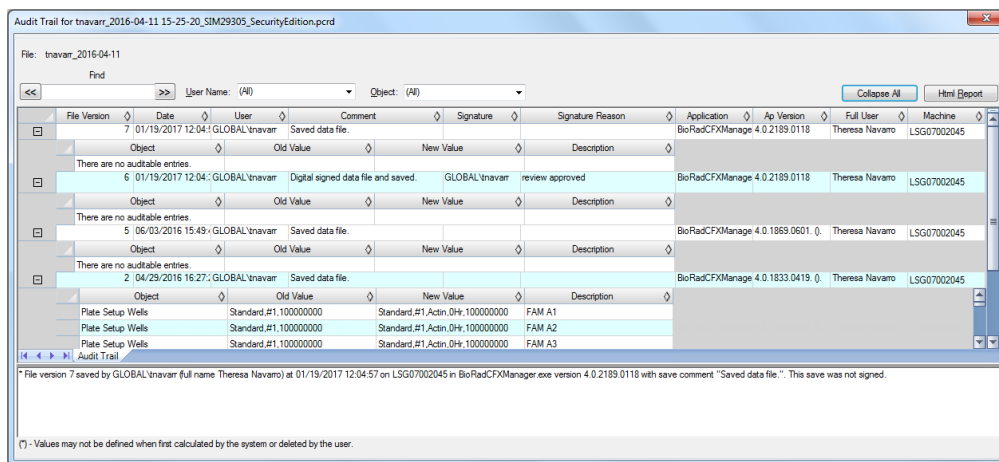 Audit Trail for tnavarr_2016-04-11 15-25-20_SIM29305_SecurityEdition.pcrd
File: tnavarr_2016-04-11
Find
<< >> User Name: (All) Object: (All) Collapse All Html Report
File Version Date User Comment Signature Signature Reason Application Ap Version Full User Machine
7 01/19/2017 12:04: GLOBAL\tnavarr Saved data file. BioRadCFXManage 4.0.2189.0118 Theresa Navarro LSG07002045
Object Old Value New Value Description
There are no auditable entries.
6 01/19/2017 12:04: GLOBAL\tnavarr Digital signed data file and saved. GLOBAL\tnavarr review approved BioRadCFXManage 4.0.2189.0118 Theresa Navarro LSG07002045
Object Old Value New Value Description
There are no auditable entries.
5 06/03/2016 15:49: GLOBAL\tnavarr Saved data file. BioRadCFXManage 4.0.1869.0601. (). Theresa Navarro LSG07002045
Object Old Value New Value Description
There are no auditable entries.
2 04/29/2016 16:27: GLOBAL\tnavarr Saved data file. BioRadCFXManage 4.0.1833.0419. (). Theresa Navarro LSG07002045
Object Old Value New Value Description
Plate Setup Wells Standard,#1,100000000 Standard,#1,Actin,0Hr,100000000 FAM A1
Plate Setup Wells Standard,#1,100000000 Standard,#1,Actin,0Hr,100000000 FAM A2
Plate Setup Wells Standard,#1,100000000 Standard,#1,Actin,0Hr,100000000 FAM A3
Audit Trail
* File version 7 saved by GLOBAL\tnavarr (full name Theresa Navarro) at 01/19/2017 12:04:57 on LSG07002045 in BioRadCFXManager.exe version 4.0.2189.0118 with save comment "Saved data file.". This save was not signed.
(*) - Values may not be defined when first calculated by the system or deleted by the user.